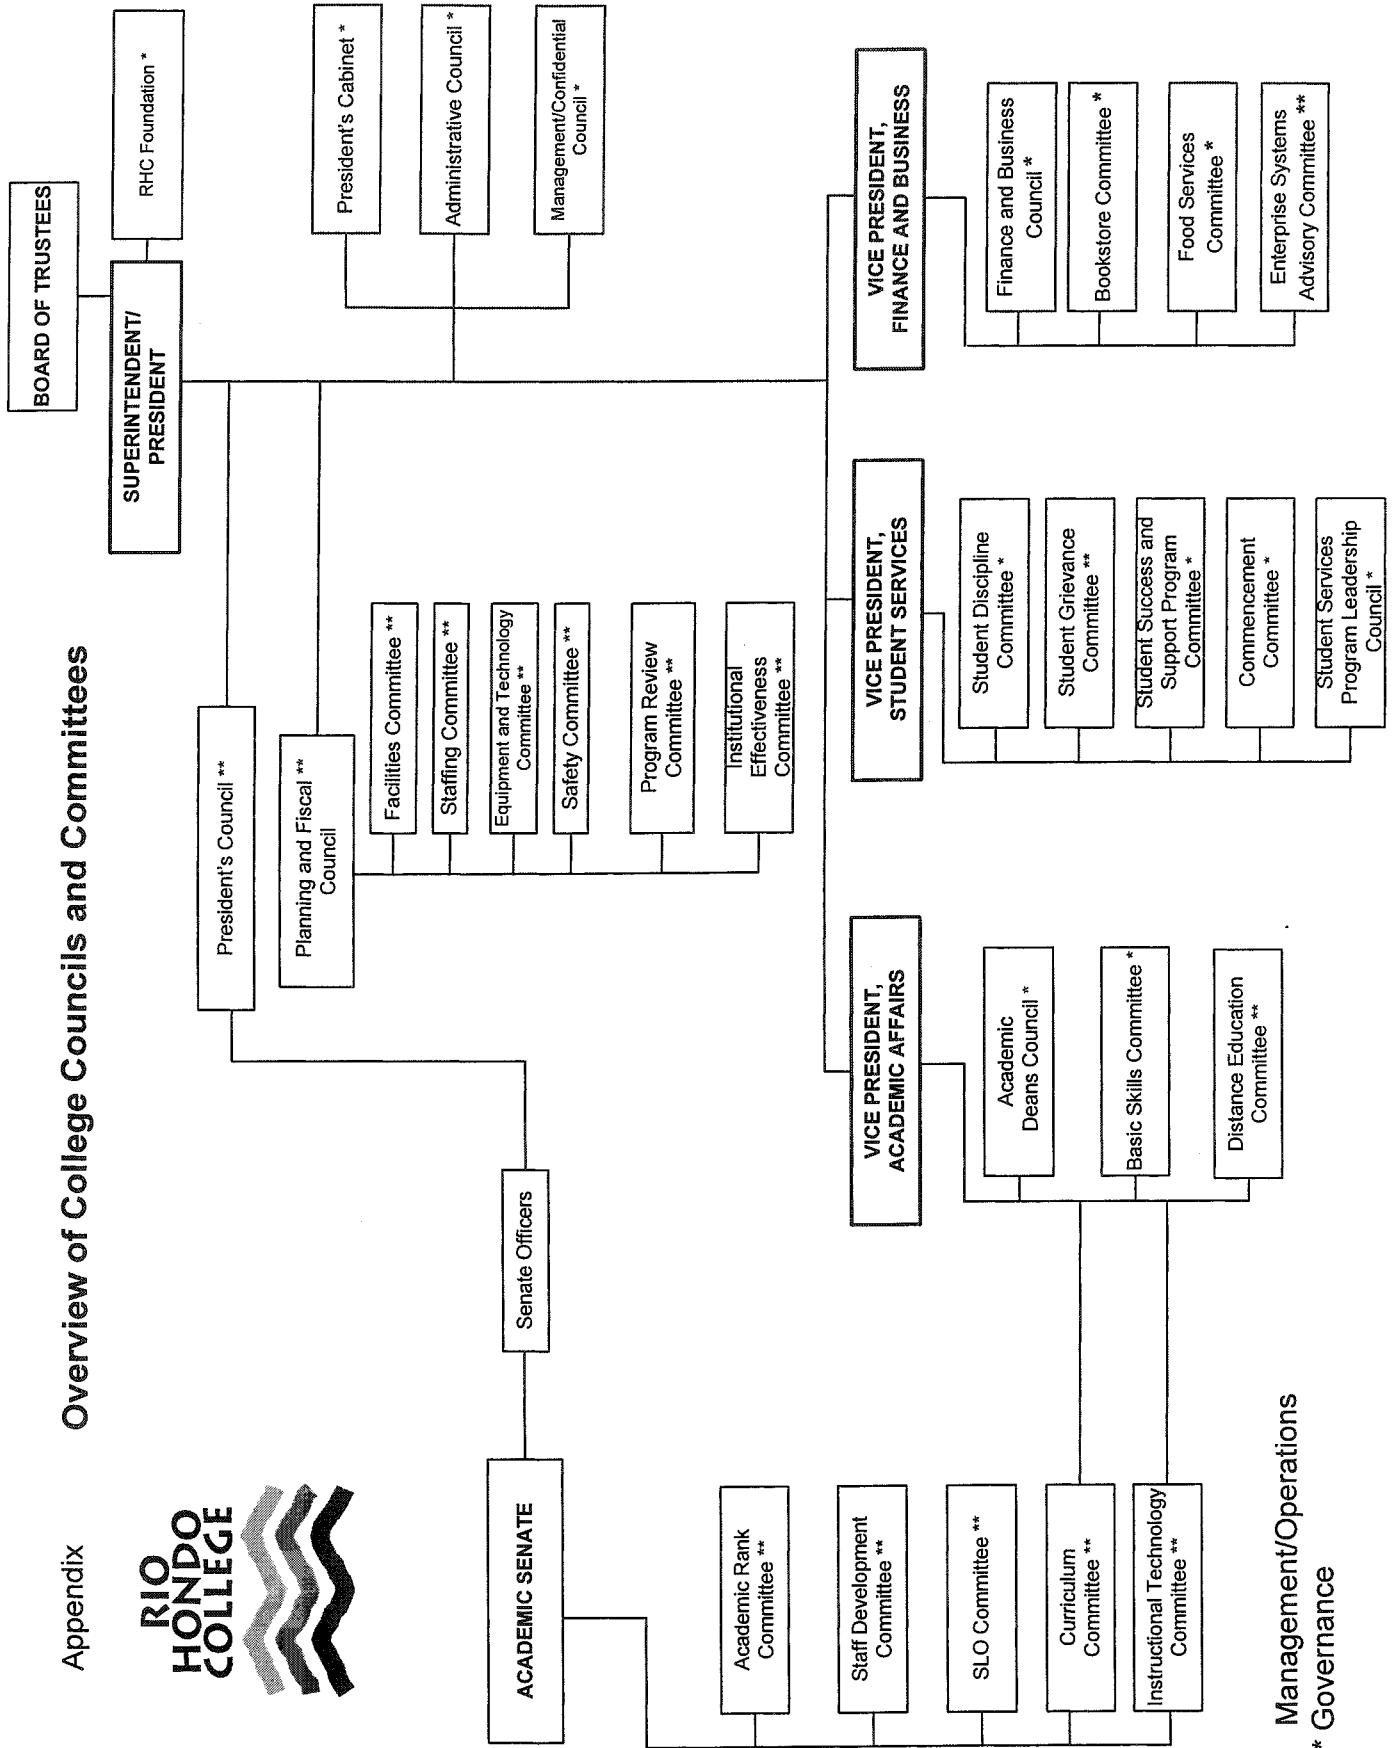 Appendix
Overview of College Councils and Committees
RIO
HONDO
COLLEGE
BOARD OF TRUSTEES
SUPERINTENDENT/
PRESIDENT
RHC Foundation *
President's Council **
Planning and Fiscal **
Council
Facilities Committee **
Staffing Committee **
Equipment and Technology
Committee **
Safety Committee **
Program Review
Committee **
Institutional
Effectiveness
Committee **
President's Cabinet *
Administrative Council *
Management/Confidential
Council *
ACADEMIC SENATE
Senate Officers
Academic Rank
Committee **
Staff Development
Committee **
SLO Committee **
Curriculum
Committee **
Instructional Technology
Committee **
VICE PRESIDENT,
ACADEMIC AFFAIRS
Academic
Deans Council *
Basic Skills Committee *
Distance Education
Committee **
VICE PRESIDENT,
STUDENT SERVICES
Student Discipline
Committee *
Student Grievance
Committee **
Student Success and
Support Program
Committee *
Commencement
Committee *
Student Services
Program Leadership
Council *
VICE PRESIDENT,
FINANCE AND BUSINESS
Finance and Business
Council *
Bookstore Committee *
Food Services
Committee *
Enterprise Systems
Advisory Committee **
Management/Operations
* Governance